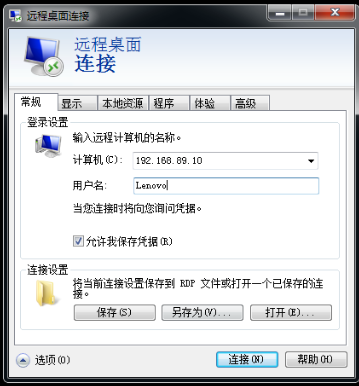 远程桌面连接
远程桌面
连接
常规 显示 本地资源 程序 体验 高级
登录设置
输入远程计算机的名称。
计算机(C): 192.168.89.10
用户名: Lenovo
当您连接时将向您询问凭据。
允许我保存凭据(R)
连接设置
将当前连接设置保存到 RDP 文件或打开一个已保存的连
接。
保存(S) 另存为(V)... 打开(E)...
选项(O) 连接(N) 帮助(H)